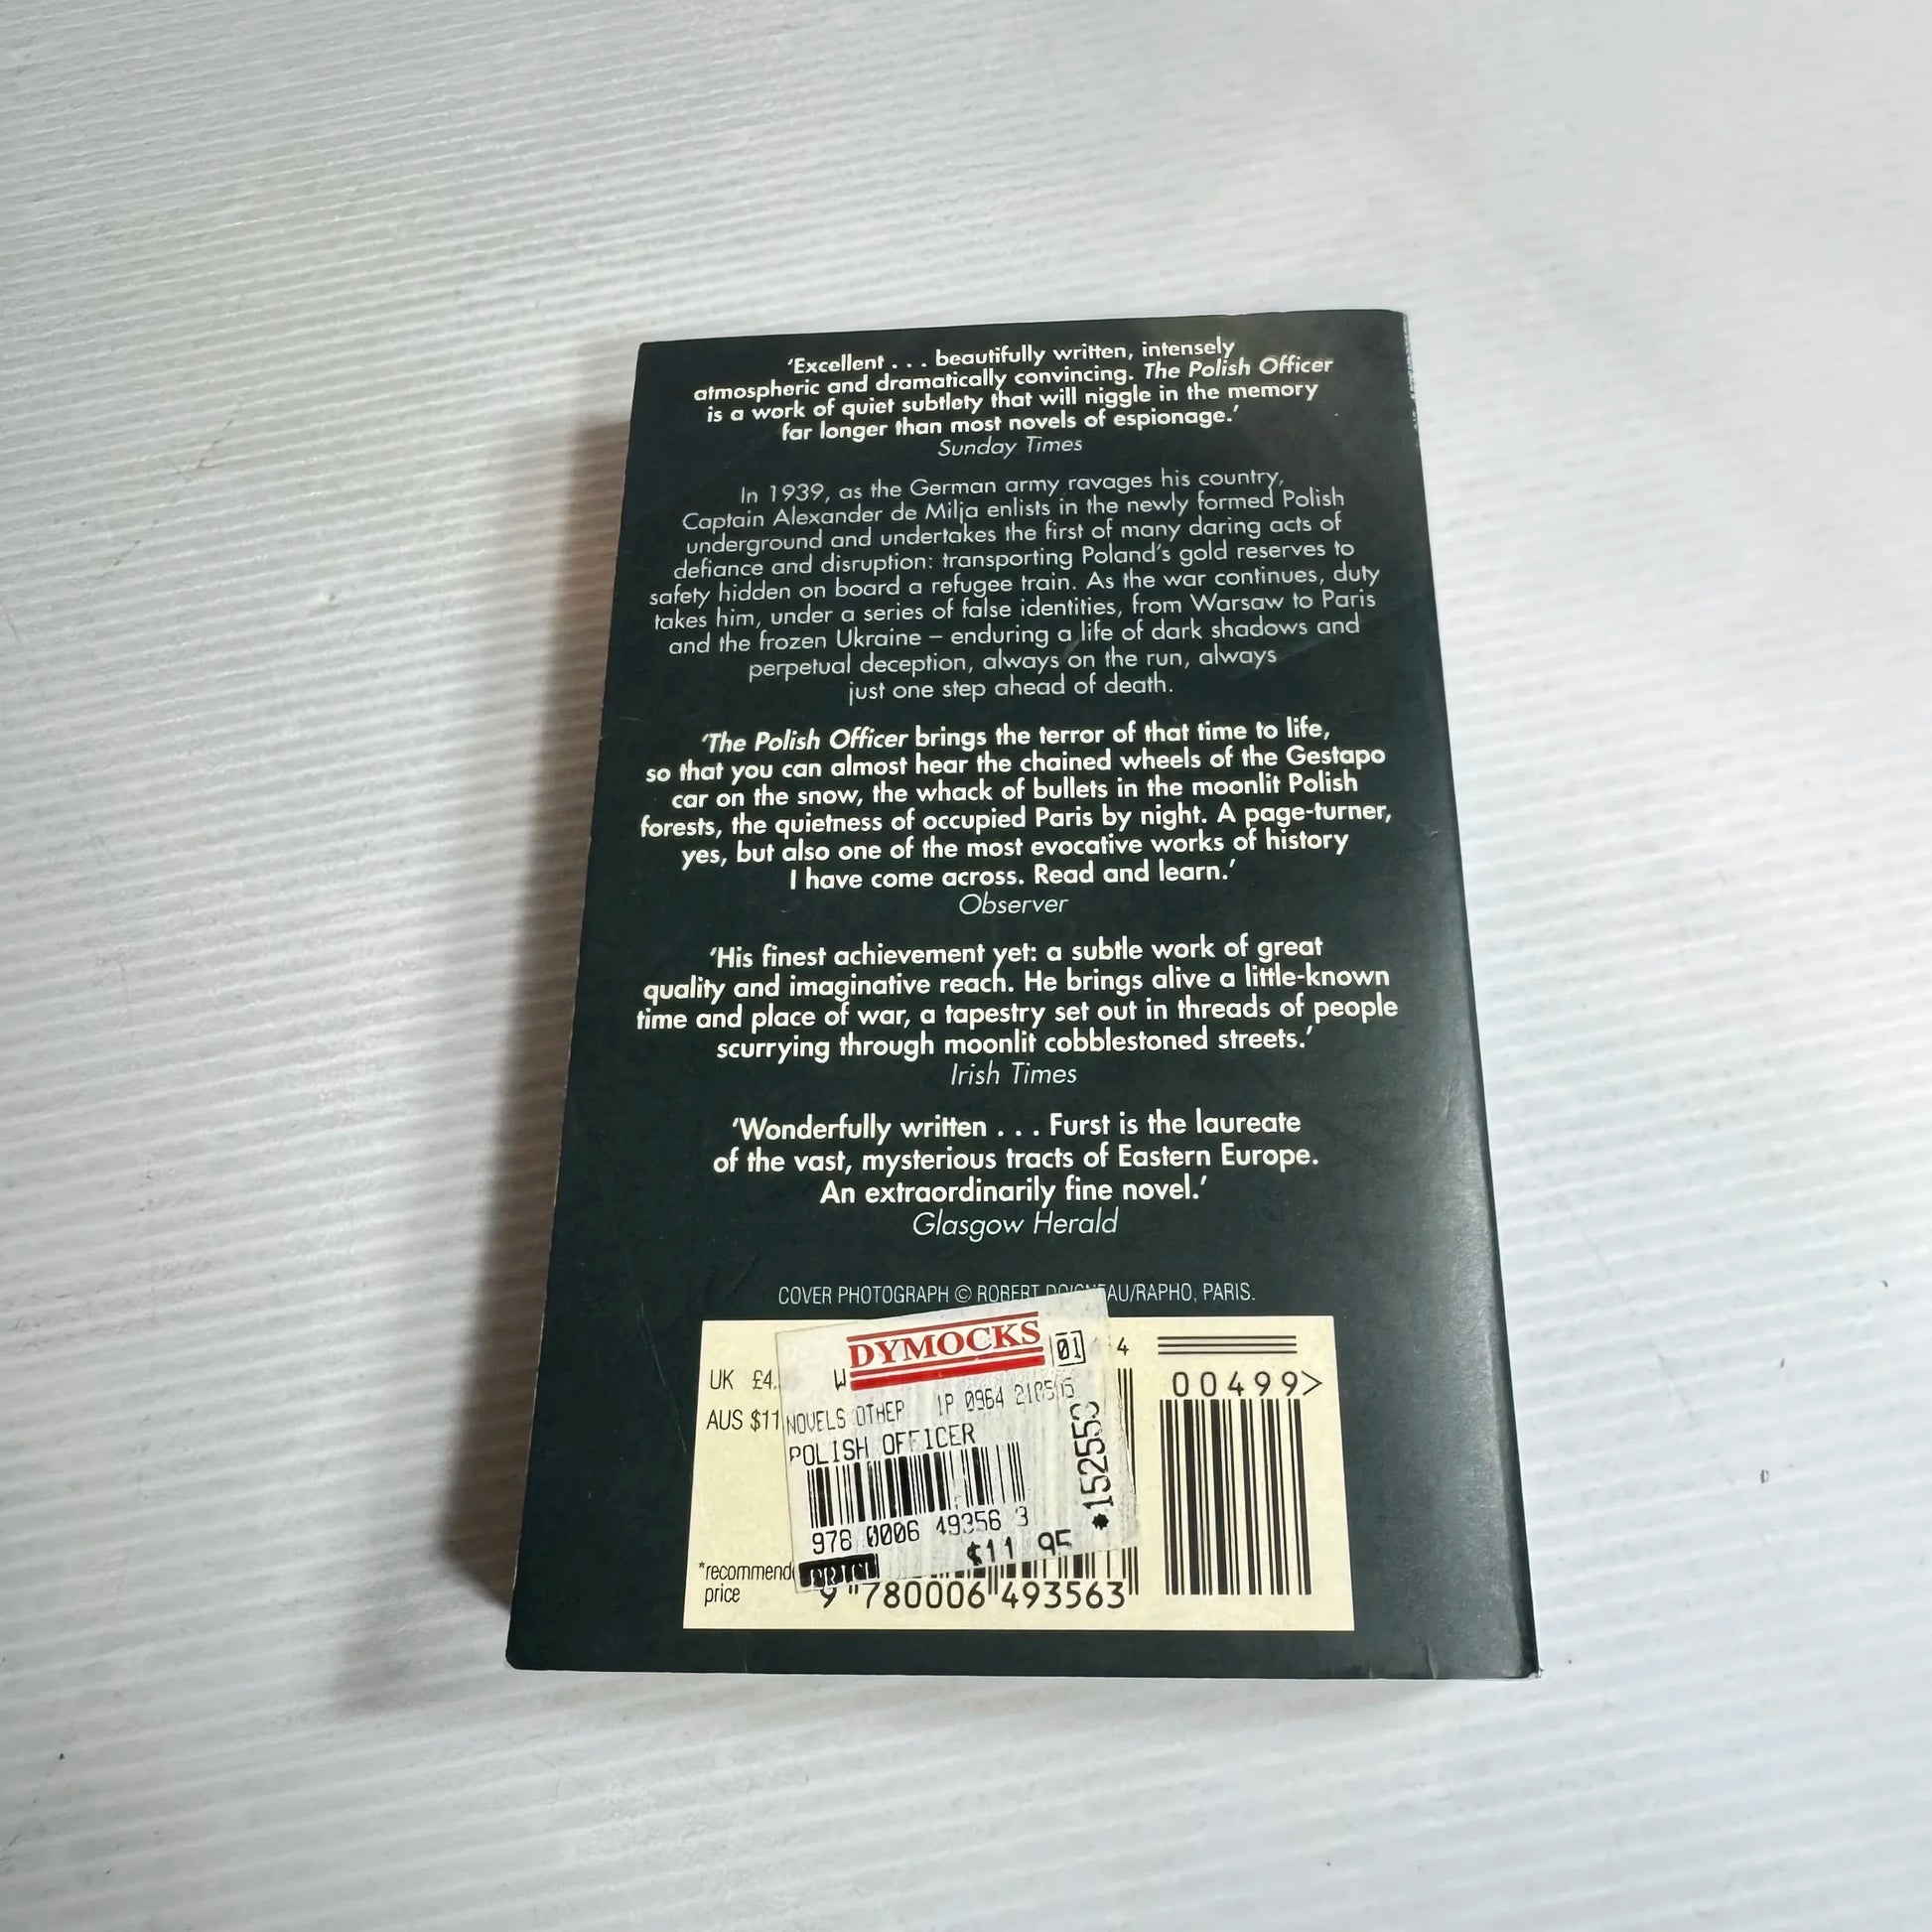 ‘Excellent . . . beautifully written, intensely
atmospheric and dramatically convincing. The Polish Officer
is a work of quiet subtlety that will niggle in the memory
far longer than most novels of espionage.’
Sunday Times
In 1939, as the German army ravages his country,
Captain Alexander de Milja enlists in the newly formed Polish
underground and undertakes the first of many daring acts of
defiance and disruption: transporting Poland’s gold reserves to
safety hidden on board a refugee train. As the war continues, duty
takes him, under a series of false identities, from Warsaw to Paris
and the frozen Ukraine – enduring a life of dark shadows and
perpetual deception, always on the run, always
just one step ahead of death.
‘The Polish Officer brings the terror of that time to life,
so that you can almost hear the chained wheels of the Gestapo
car on the snow, the whack of bullets in the moonlit Polish
forests, the quietness of occupied Paris by night. A page-turner,
yes, but also one of the most evocative works of history
I have come across. Read and learn.’
Observer
‘His finest achievement yet: a subtle work of great
quality and imaginative reach. He brings alive a little-known
time and place of war, a tapestry set out in threads of people
scurrying through moonlit cobblestoned streets.’
Irish Times
‘Wonderfully written . . . Furst is the laureate
of the vast, mysterious tracts of Eastern Europe.
An extraordinarily fine novel.’
Glasgow Herald
COVER PHOTOGRAPH © ROBERT /RAPHO, PARIS.
DYMOCKS 01
4
00499>
UK £4.
W
AUS $11
NOVELS OTHER 1P 0964
POLISH OFFICER
*152553
978 0006 49356 3
$11 95
PRICE
*recommend
price
9 780006 493563